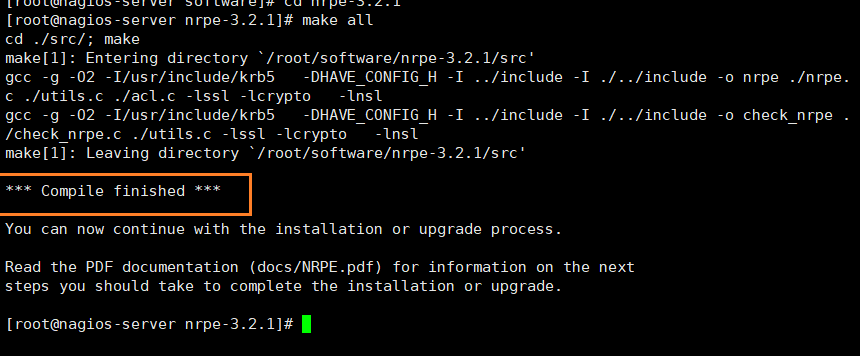 [root@nagios-server software]# cd nrpe-3.2.1
[root@nagios-server nrpe-3.2.1]# make all
cd ./src/; make
make[1]: Entering directory `/root/software/nrpe-3.2.1/src'
gcc -g -O2 -I/usr/include/krb5   -DHAVE_CONFIG_H -I ../include -I ./../include -o nrpe ./nrpe.
c ./utils.c ./acl.c -lssl -lcrypto   -lnsl
gcc -g -O2 -I/usr/include/krb5   -DHAVE_CONFIG_H -I ../include -I ./../include -o check_nrpe .
/check_nrpe.c ./utils.c -lssl -lcrypto   -lnsl
make[1]: Leaving directory `/root/software/nrpe-3.2.1/src'
*** Compile finished ***
You can now continue with the installation or upgrade process.
Read the PDF documentation (docs/NRPE.pdf) for information on the next
steps you should take to complete the installation or upgrade.
[root@nagios-server nrpe-3.2.1]#